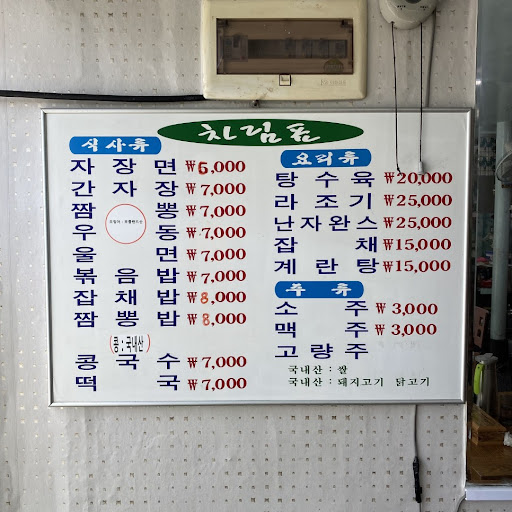 차림표
식사류
자장면 ₩6,000
간자장 ₩7,000
짬뽕 ₩7,000
우동 ₩7,000
울면 ₩7,000
볶음밥 ₩7,000
잡채밥 ₩8,000
짬뽕밥 ₩8,000
(콩:국내산)
콩국수 ₩7,000
떡국 ₩7,000
요리류
탕수육 ₩20,000
라조기 ₩25,000
난자완스 ₩25,000
잡채 ₩15,000
계란탕 ₩15,000
주류
소주 ₩3,000
맥주 ₩3,000
고량주
국내산 : 쌀
국내산 : 돼지고기 닭고기